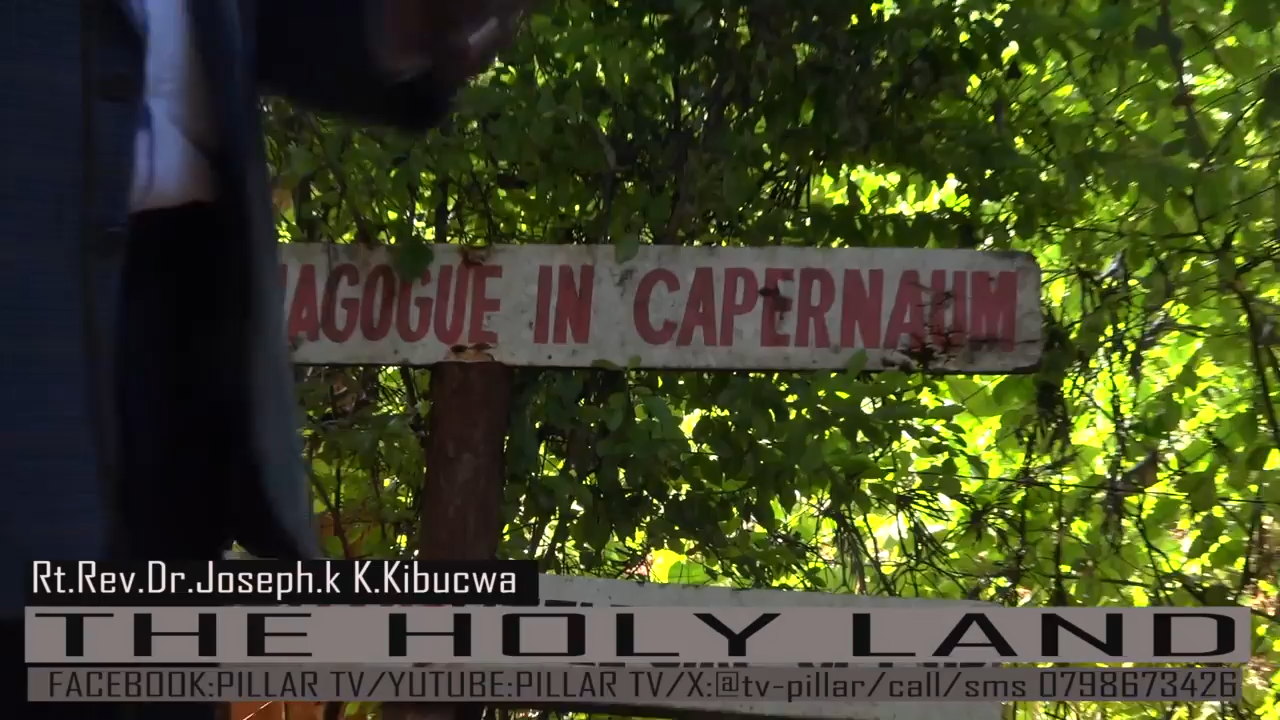 NAGOGUE IN CAPERNAUM
Rt.Rev.Dr.Joseph.k K.Kibucwa
THE HOLY LAND
FACEBOOK:PILLAR TV/YUTUBE:PILLAR TV/X:@tv-pillar/call/sms 0798673426